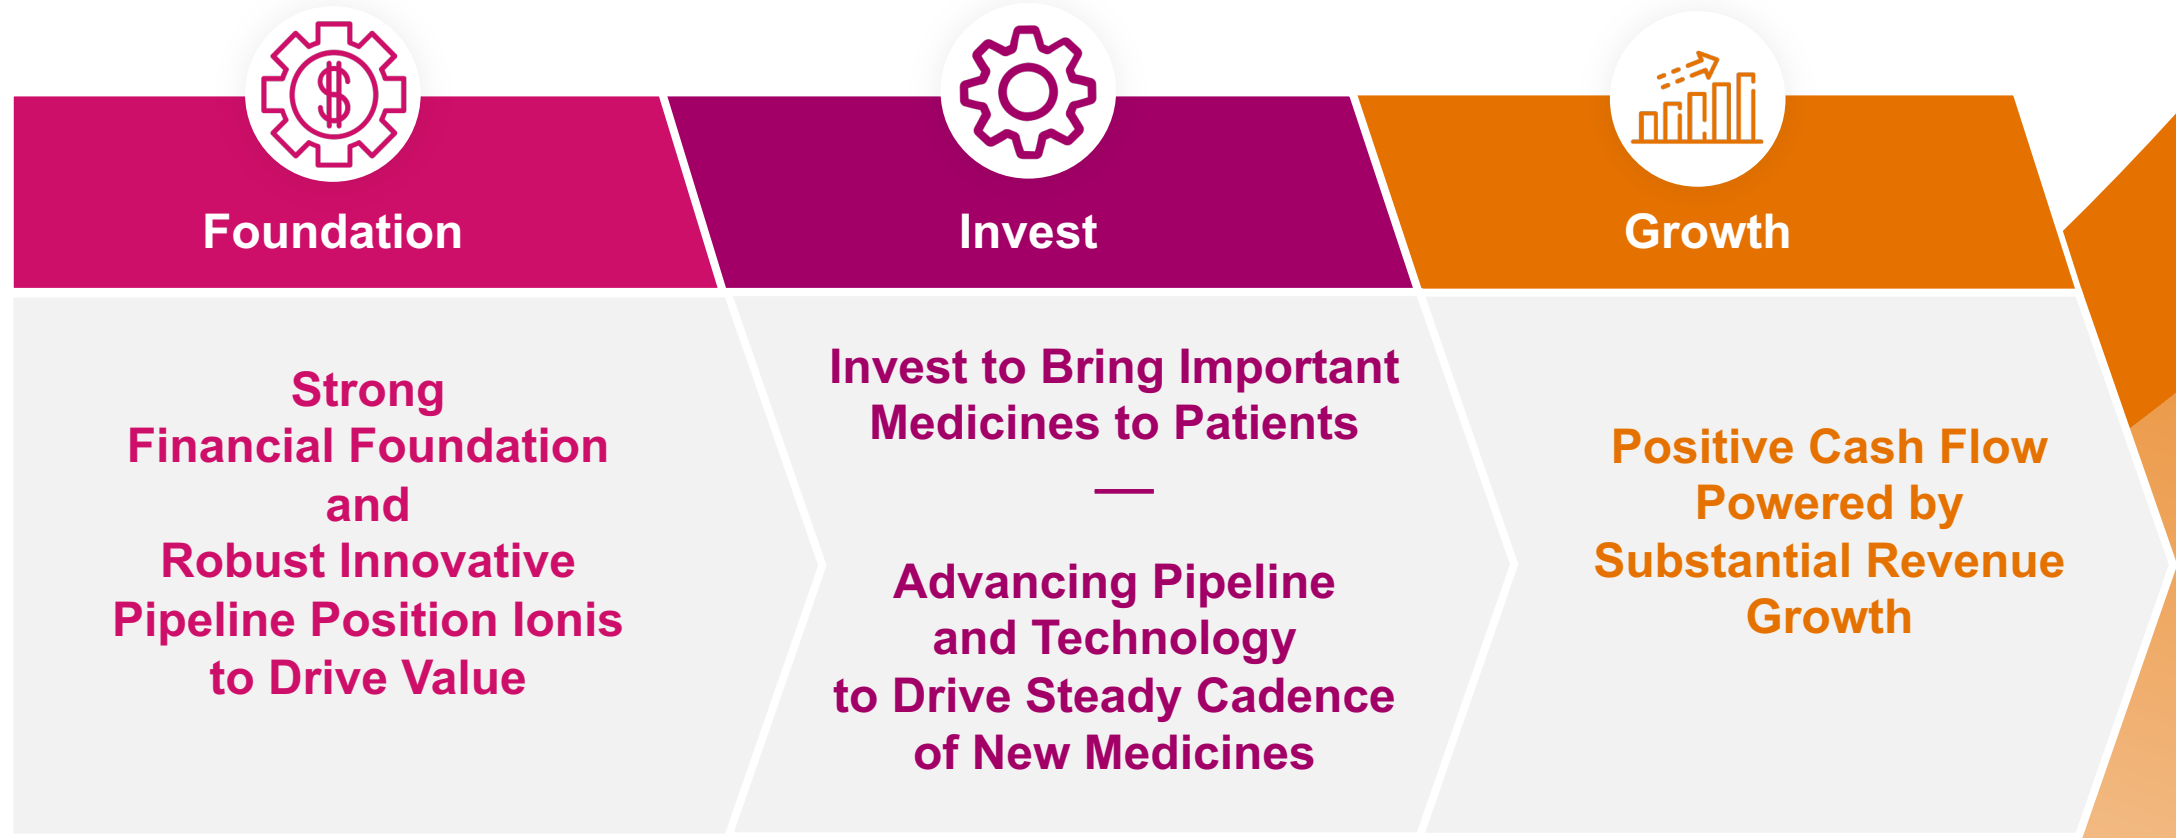 Foundation
Strong
Financial Foundation
and
Robust Innovative
Pipeline Position Ionis
to Drive Value
Invest
Invest to Bring Important
Medicines to Patients
Advancing Pipeline
and Technology
to Drive Steady Cadence
of New Medicines
Growth
Positive Cash Flow
Powered by
Substantial Revenue
Growth